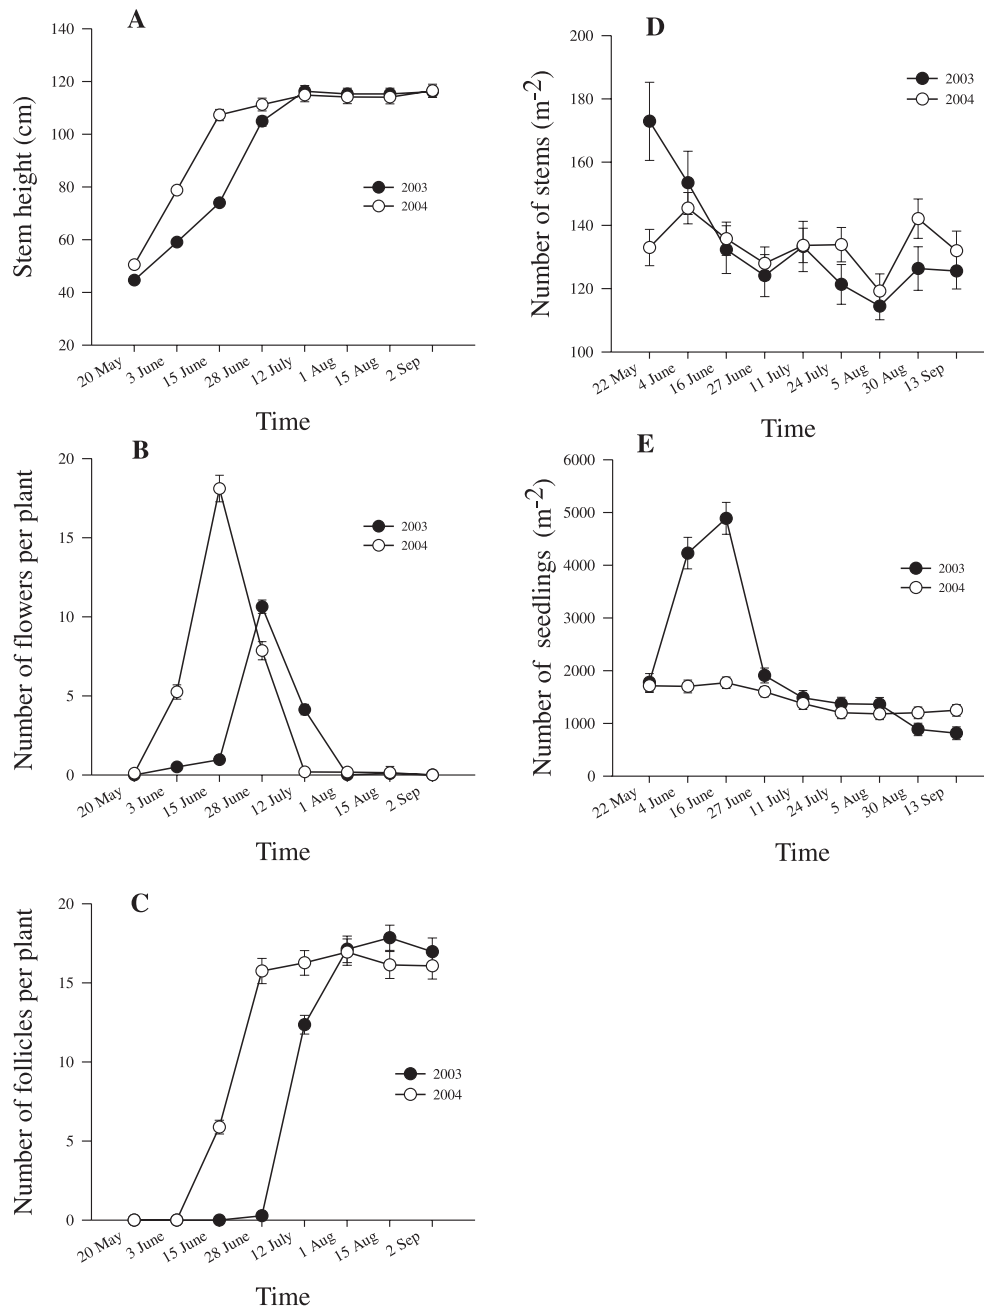 A
140
120
100
80
60
40
20
Stem height (cm)
2003
2004
20 May
3 June
15 June
28 June
12 July
1 Aug
15 Aug
2 Sep
Time
B
20
15
10
5
0
Number of flowers per plant
2003
2004
20 May
3 June
15 June
28 June
12 July
1 Aug
15 Aug
2 Sep
Time
C
20
15
10
5
0
Number of follicles per plant
2003
2004
20 May
3 June
15 June
28 June
12 July
1 Aug
15 Aug
2 Sep
Time
D
200
180
160
140
120
100
Number of stems (m-2)
2003
2004
22 May
4 June
16 June
27 June
11 July
24 July
5 Aug
30 Aug
13 Sep
Time
E
6000
5000
4000
3000
2000
1000
0
Number of seedlings (m-2)
2003
2004
22 May
4 June
16 June
27 June
11 July
24 July
5 Aug
30 Aug
13 Sep
Time